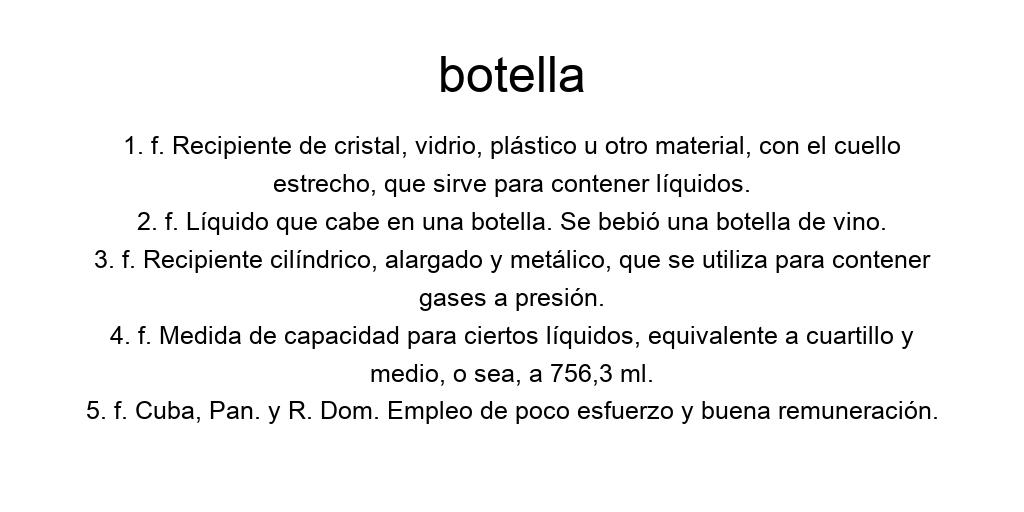 botella
1. f. Recipiente de cristal, vidrio, plástico u otro material, con el cuello
estrecho, que sirve para contener líquidos.
2. f. Líquido que cabe en una botella. Se bebió una botella de vino.
3. f. Recipiente cilíndrico, alargado y metálico, que se utiliza para contener
gases a presión.
4. f. Medida de capacidad para ciertos líquidos, equivalente a cuartillo y
medio, o sea, a 756,3 ml.
5. f. Cuba, Pan. y R. Dom. Empleo de poco esfuerzo y buena remuneración.